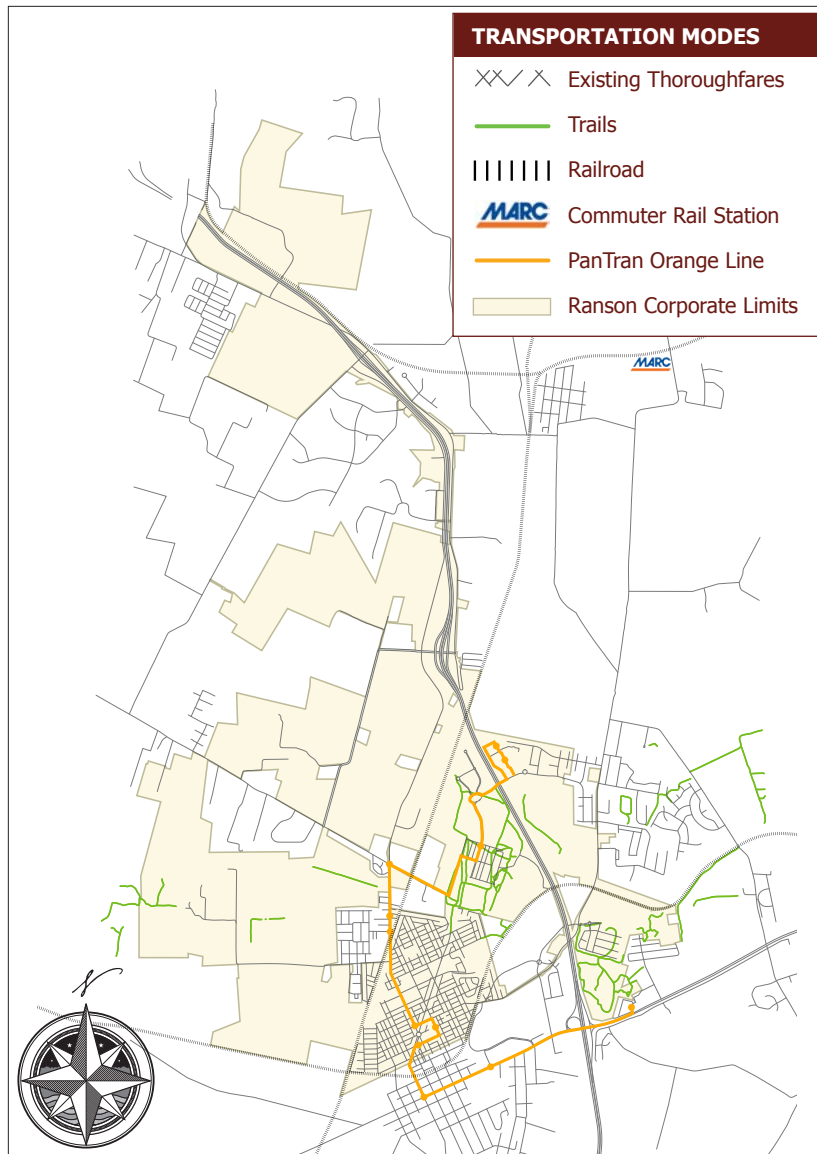 TRANSPORTATION MODES
Existing Thoroughfares
Trails
Railroad
MARC Commuter Rail Station
PanTran Orange Line
Ranson Corporate Limits
MARC